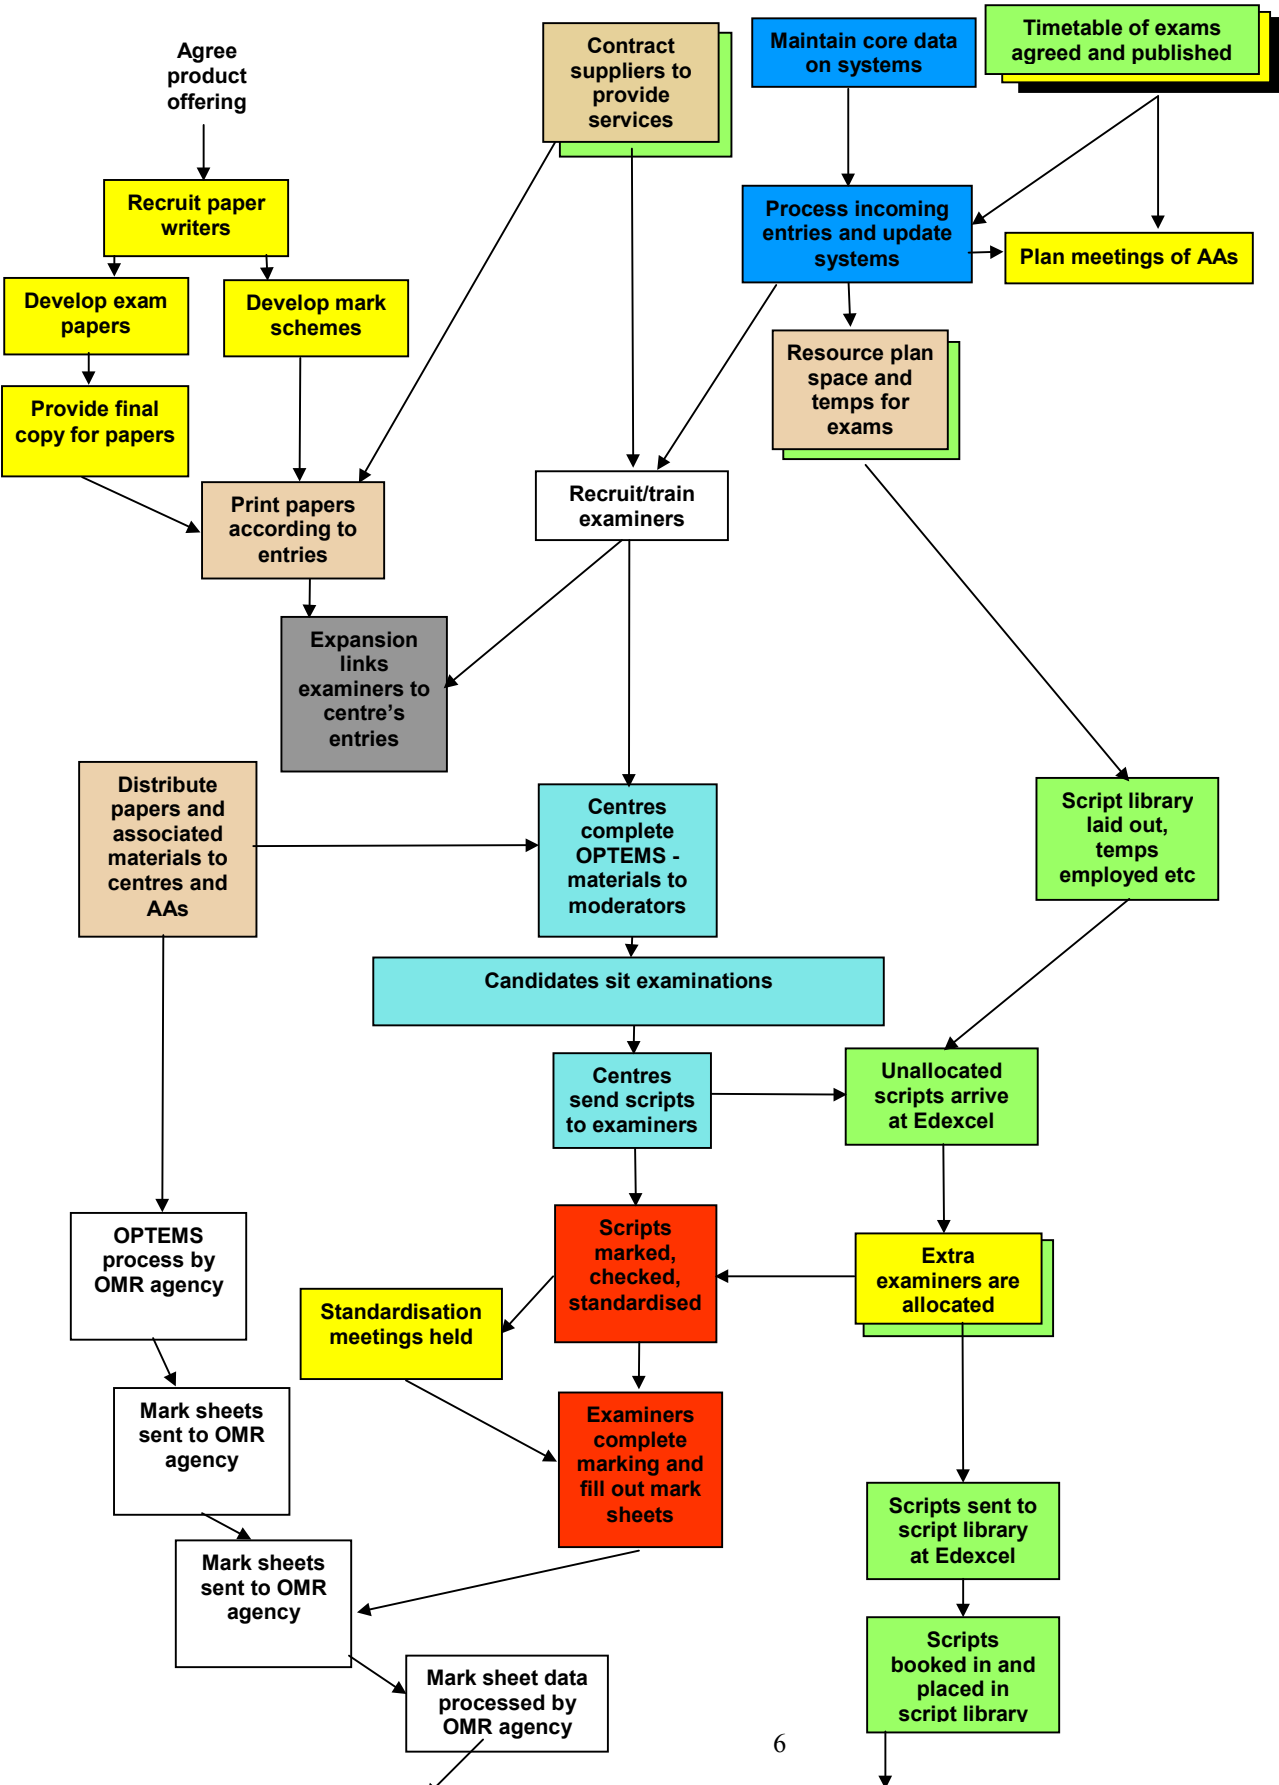 Agree
product
offering
Contract
suppliers to
provide
services
Maintain core data
on systems
Timetable of exams
agreed and published
Recruit paper
writers
Process incoming
entries and update
systems
Plan meetings of AAs
Develop exam
papers
Develop mark
schemes
Resource plan
space and
temps for
exams
Provide final
copy for papers
Print papers
according to
entries
Recruit/train
examiners
Expansion
links
examiners to
centre’s
entries
Distribute
papers and
associated
materials to
centres and
AAs
Centres
complete
OPTEMS -
materials to
moderators
Script library
laid out,
temps
employed etc
Candidates sit examinations
Centres
send scripts
to examiners
Unallocated
scripts arrive
at Edexcel
OPTEMS
process by
OMR agency
Scripts
marked,
checked,
standardised
Extra
examiners are
allocated
Standardisation
meetings held
Mark sheets
sent to OMR
agency
Examiners
complete
marking and
fill out mark
sheets
Scripts sent to
script library
at Edexcel
Mark sheets
sent to OMR
agency
Scripts
booked in and
placed in
script library
Mark sheet data
processed by
OMR agency
6